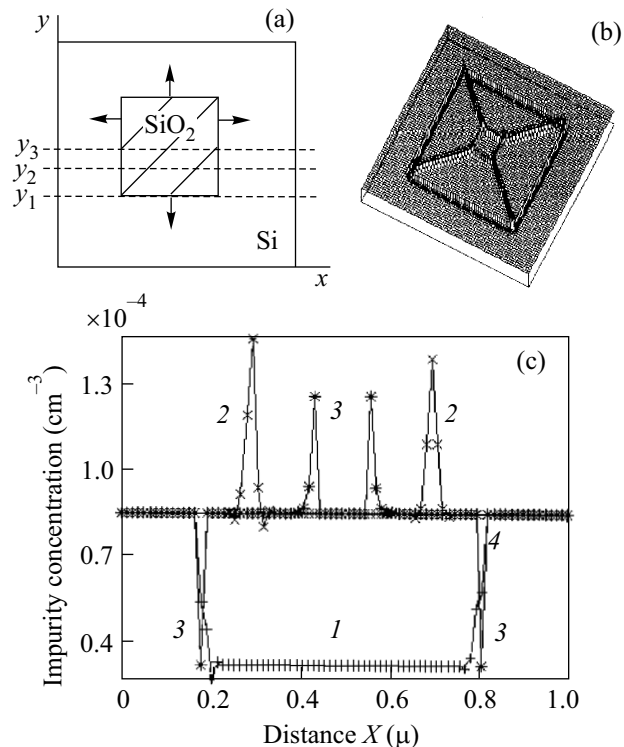 (a)
(b)
y
SiO₂
y₃
y₂
y₁
Si
x
×10⁻⁴
(c)
1.3
2
3
2
1.0
Impurity concentration (cm⁻³)
0.7
4
3
1
3
0.4
0
0.2
0.4
0.6
0.8
1.0
Distance X (μ)